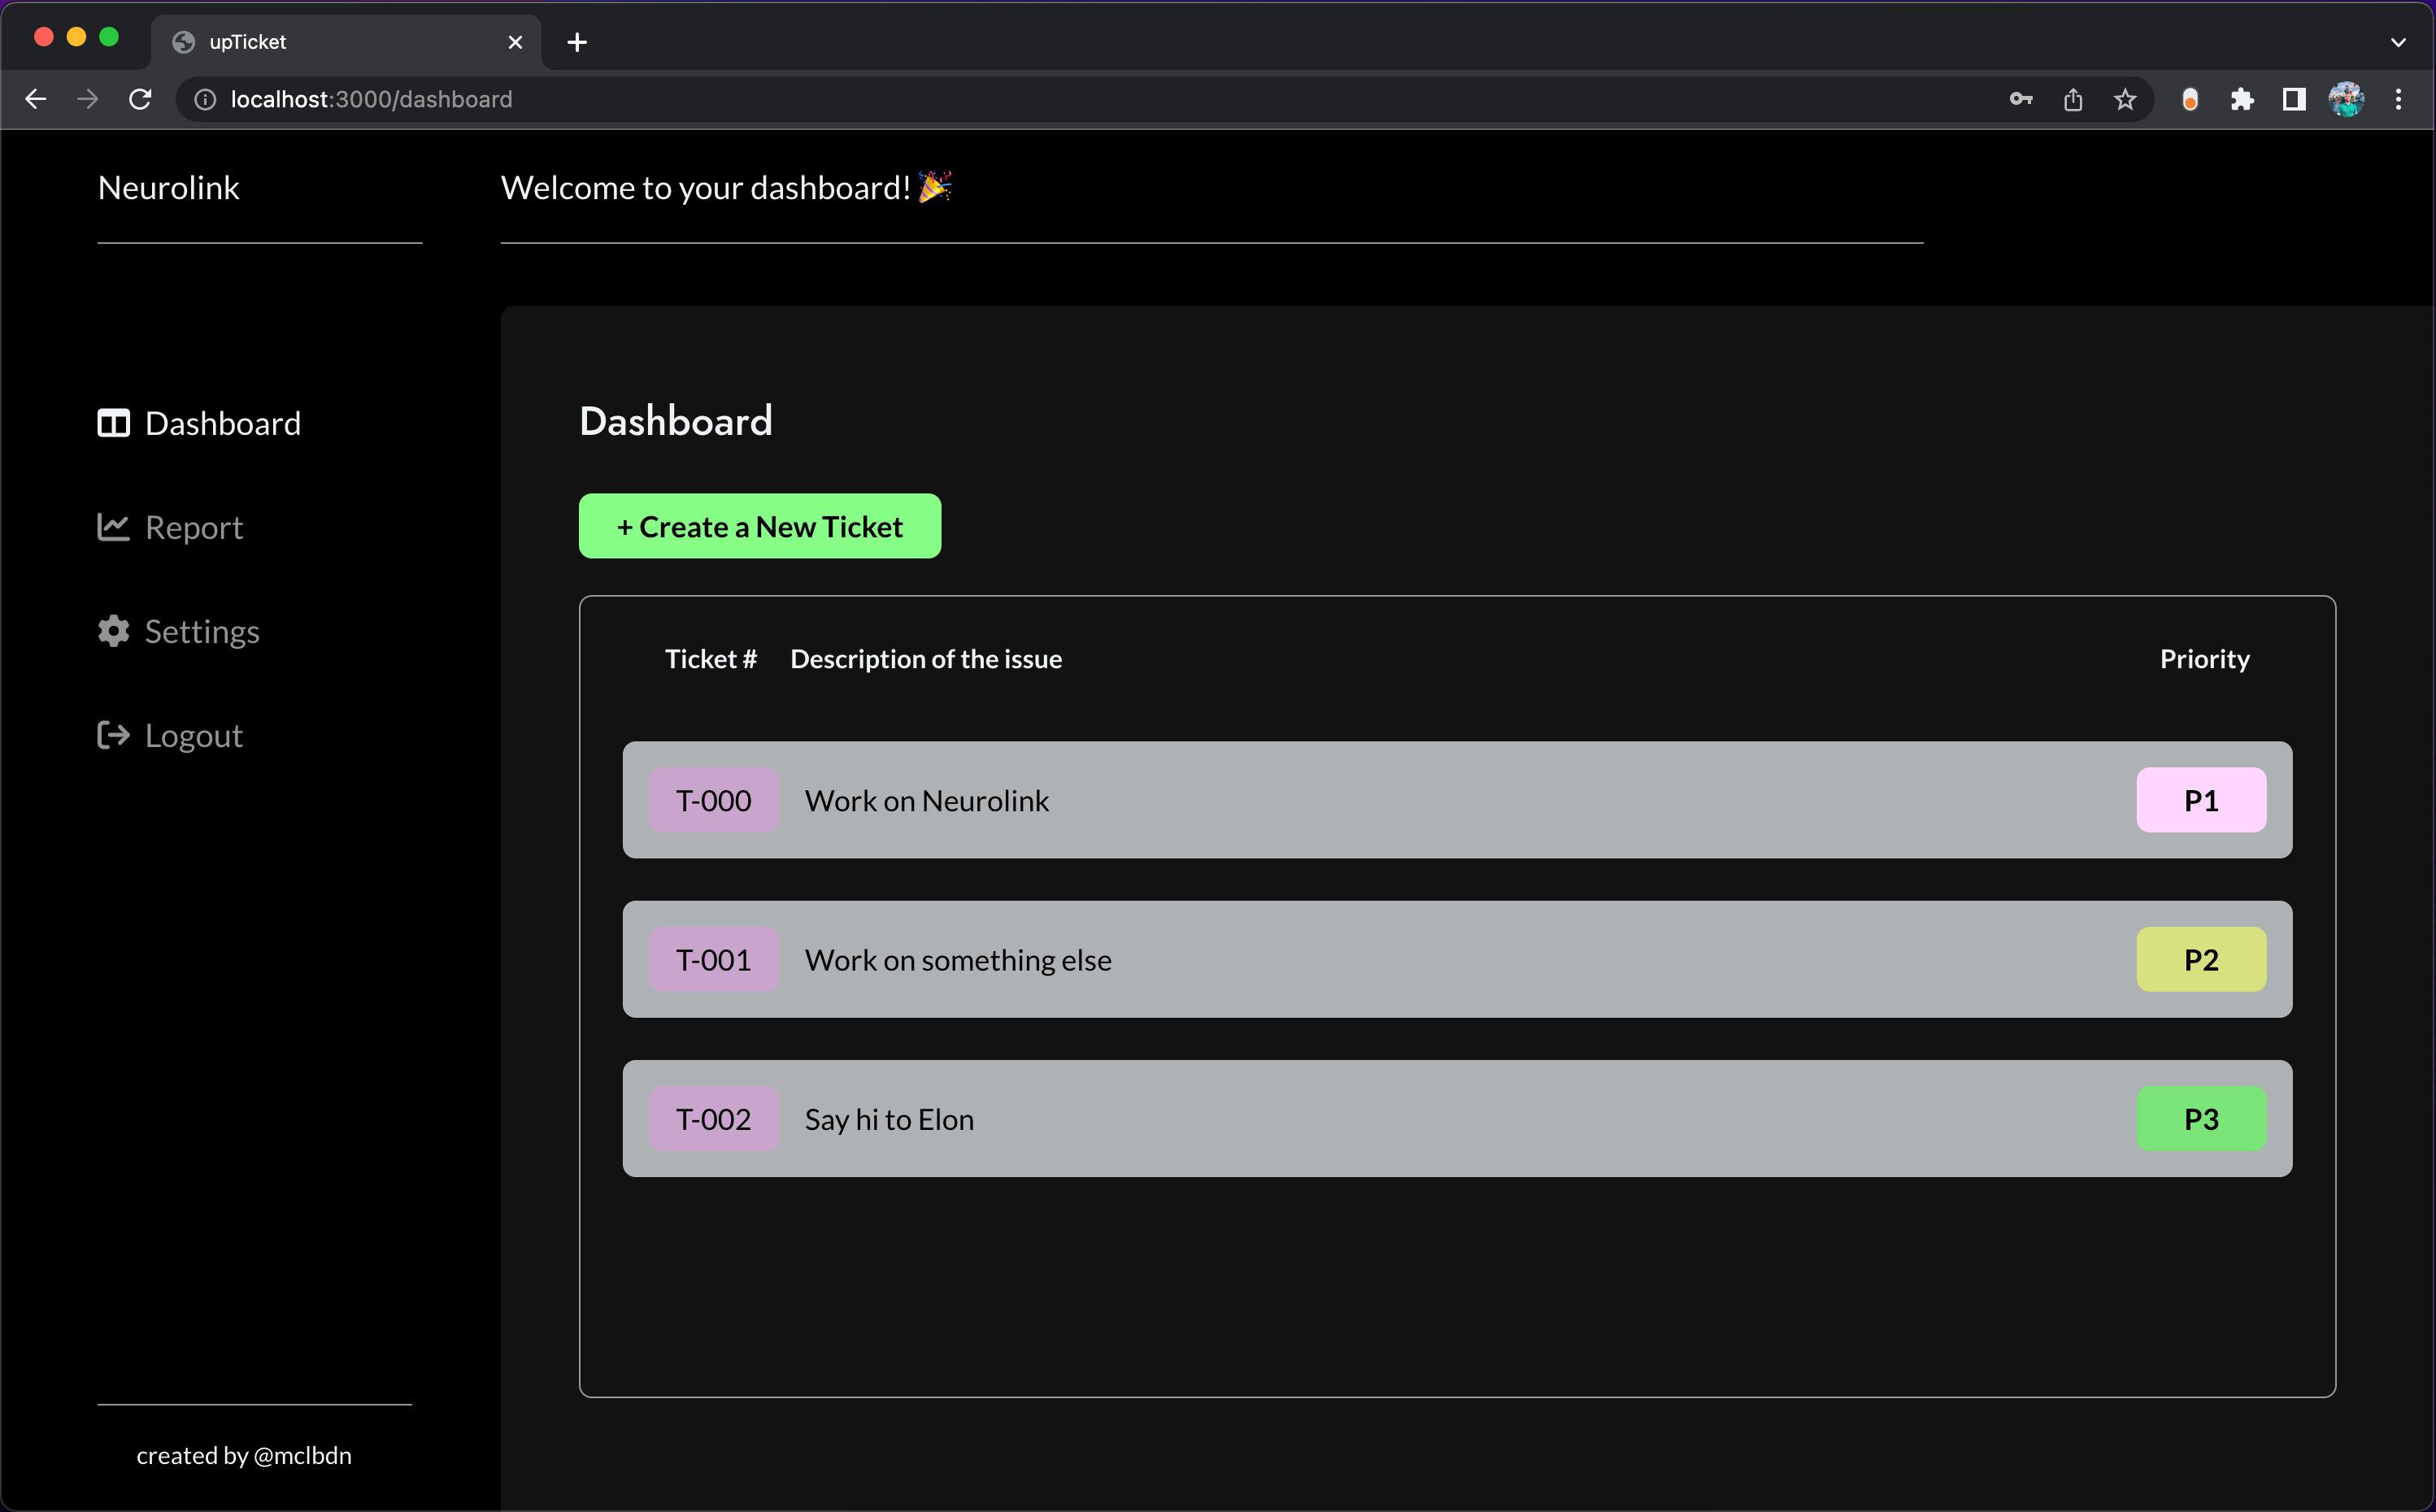 upTicket
localhost:3000/dashboard
Neurolink
Welcome to your dashboard! 🎉
Dashboard
Report
Settings
Logout
created by @mclbdn
Dashboard
+ Create a New Ticket
Ticket # Description of the issue Priority
T-000 Work on Neurolink P1
T-001 Work on something else P2
T-002 Say hi to Elon P3